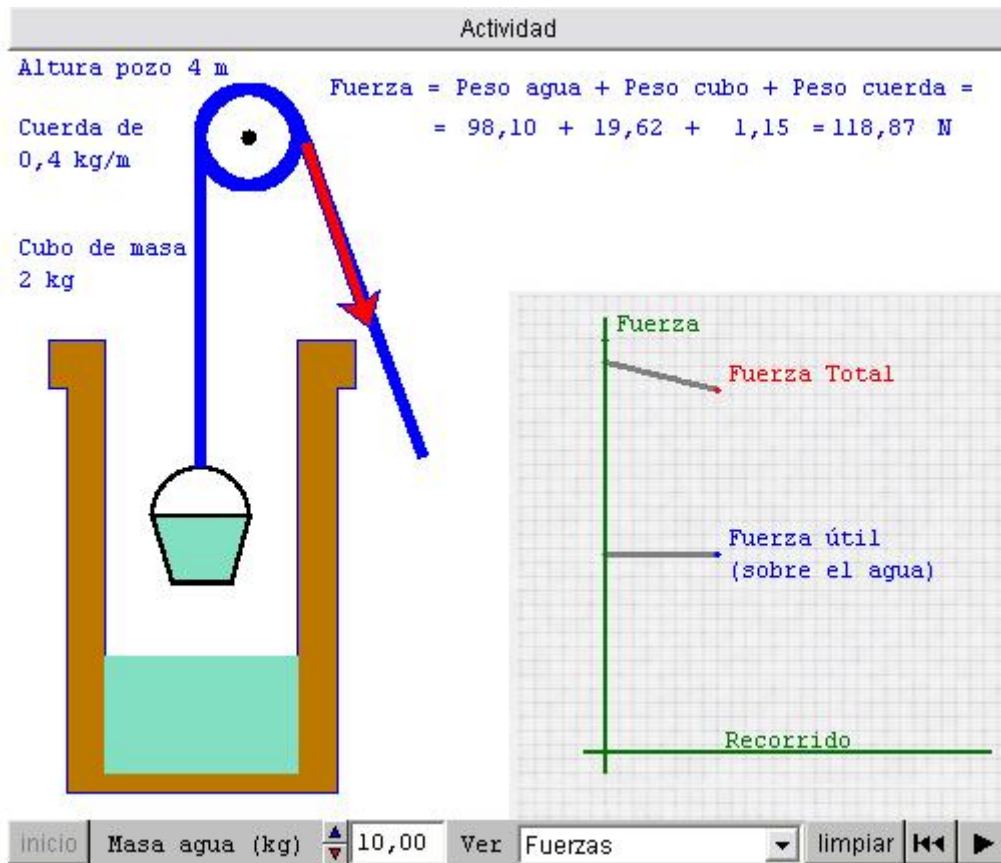 Actividad
Altura pozo 4 m
Fuerza = Peso agua + Peso cubo + Peso cuerda =
= 98,10 + 19,62 + 1,15 = 118,87 N
Cuerda de
0,4 kg/m
Cubo de masa
2 kg
Fuerza
Fuerza Total
Fuerza útil
(sobre el agua)
Recorrido
inicio Masa agua (kg) 10,00 Ver Fuerzas limpiar